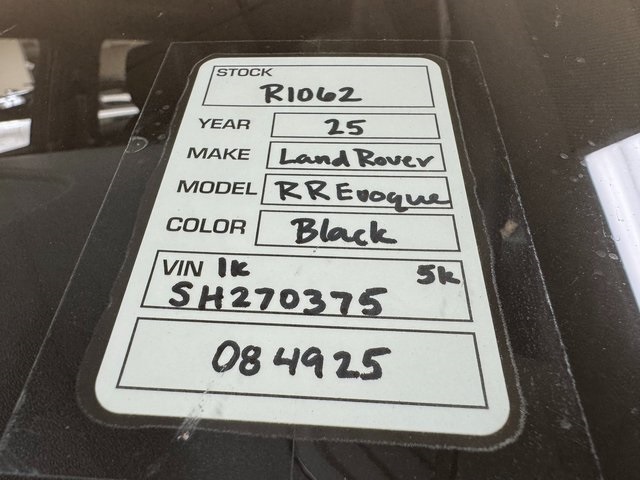 STOCK
R1062
YEAR 25
MAKE Land Rover
MODEL RR Evoque
COLOR Black
VIN 1k 5k
SH270375
084925